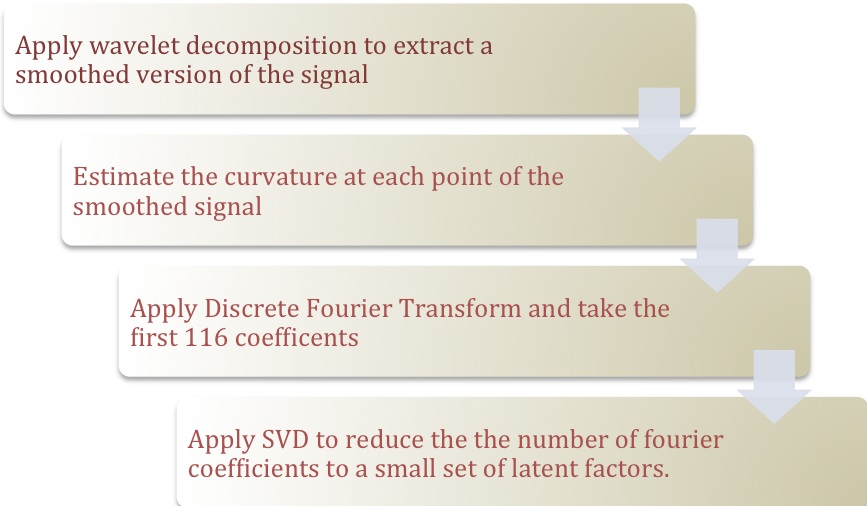 Apply wavelet decomposition to extract a
smoothed version of the signal
Estimate the curvature at each point of the
smoothed signal
Apply Discrete Fourier Transform and take the
first 116 coefficents
Apply SVD to reduce the the number of fourier
coefficients to a small set of latent factors.